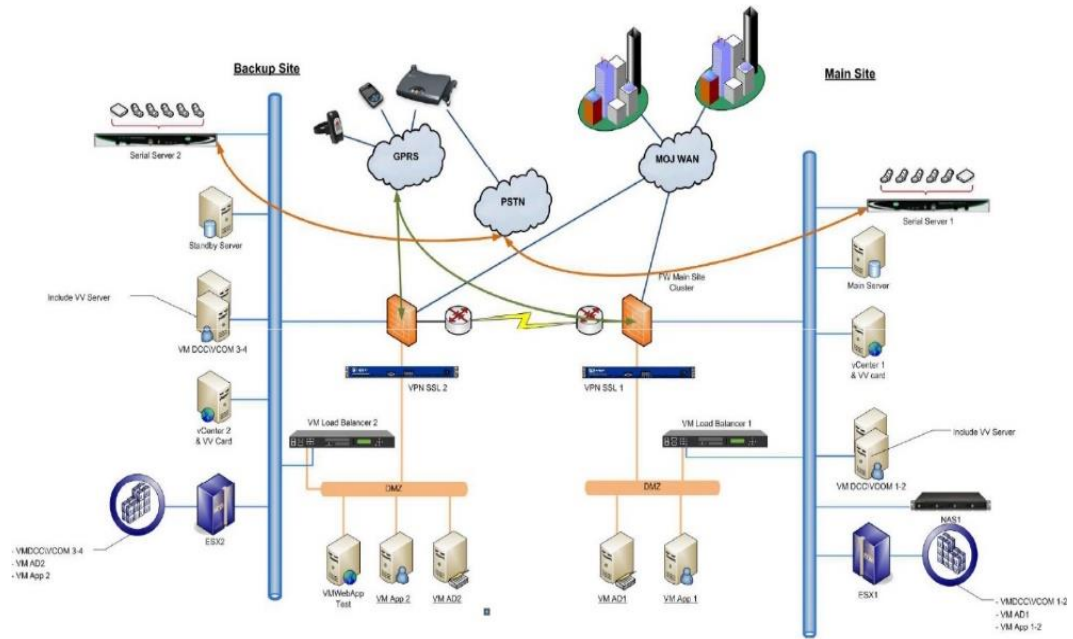 Backup Site
Main Site
Serial Server 2
GPRS
PSTN
MOJ WAN
Serial Server 1
Standby Server
Main Server
FW Main Site
Cluster
Include VV Server
VM DCC\VCOM 3-4
vCenter 1
& VV card
VPN SSL 2
VPN SSL 1
vCenter 2
& VV Card
VM Load Balancer 2
VM Load Balancer 1
Include VV Server
VM DCC\VCOM 1-2
DMZ
DMZ
NAS1
ESX2
- VMDCC\VCOM 3-4
- VM AD2
- VM App 2
VMWebApp
Test
VM App 2
VM AD2
VM AD1
VM App 1
ESX1
- VMDCC\VCOM 1-2
- VM AD1
- VM App 1-2